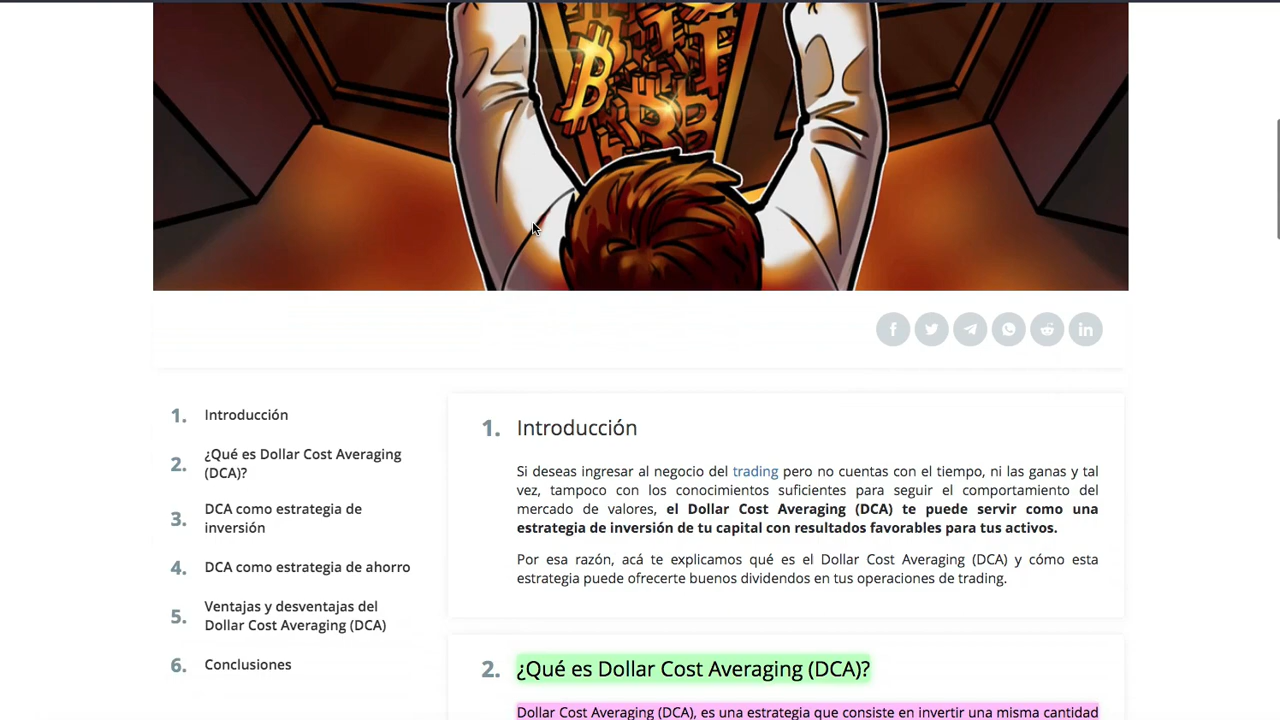 1. Introducción
2. ¿Qué es Dollar Cost Averaging
(DCA)?
3. DCA como estrategia de
inversión
4. DCA como estrategia de ahorro
5. Ventajas y desventajas del
Dollar Cost Averaging (DCA)
6. Conclusiones
1. Introducción
Si deseas ingresar al negocio del trading pero no cuentas con el tiempo, ni las ganas y tal
vez, tampoco con los conocimientos suficientes para seguir el comportamiento del
mercado de valores, el Dollar Cost Averaging (DCA) te puede servir como una
estrategia de inversión de tu capital con resultados favorables para tus activos.
Por esa razón, acá te explicamos qué es el Dollar Cost Averaging (DCA) y cómo esta
estrategia puede ofrecerte buenos dividendos en tus operaciones de trading.
2. ¿Qué es Dollar Cost Averaging (DCA)?
Dollar Cost Averaging (DCA), es una estrategia que consiste en invertir una misma cantidad